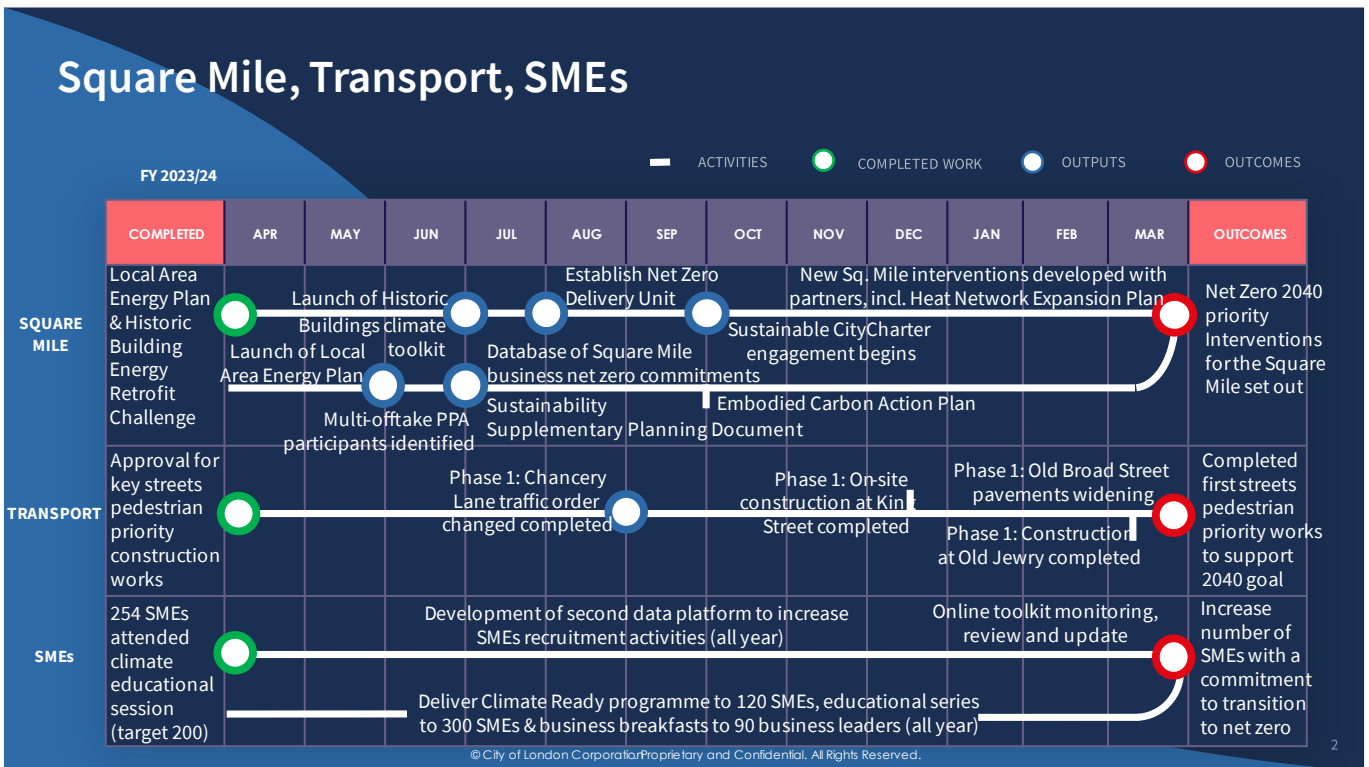 Square Mile, Transport, SMEs
ACTIVITIES
COMPLETED WORK
OUTPUTS
OUTCOMES
FY 2023/24
COMPLETED
APR
MAY
JUN
JUL
AUG
SEP
OCT
NOV
DEC
JAN
FEB
MAR
OUTCOMES
SQUARE
MILE
Local Area
Energy Plan
& Historic
Building
Energy
Retrofit
Challenge
Launch of Historic
Buildings climate
toolkit
Establish Net Zero
Delivery Unit
New Sq. Mile interventions developed with
partners, incl. Heat Network Expansion Plan
Sustainable CityCharter
engagement begins
Launch of Local
Area Energy Plan
Database of Square Mile
business net zero commitments
Multi-offtake PPA
participants identified
Sustainability
Supplementary Planning Document
Embodied Carbon Action Plan
Net Zero 2040
priority
Interventions
for the Square
Mile set out
TRANSPORT
Approval for
key streets
pedestrian
priority
construction
works
Phase 1: Chancery
Lane traffic order
changed completed
Phase 1: On-site
construction at King
Street completed
Phase 1: Old Broad Street
pavements widening
Phase 1: Construction
at Old Jewry completed
Completed
first streets
pedestrian
priority works
to support
2040 goal
SMEs
254 SMEs
attended
climate
educational
session
(target 200)
Development of second data platform to increase
SMEs recruitment activities (all year)
Online toolkit monitoring,
review and update
Deliver Climate Ready programme to 120 SMEs, educational series
to 300 SMEs & business breakfasts to 90 business leaders (all year)
Increase
number of
SMEs with a
commitment
to transition
to net zero
© City of London CorporationProprietary and Confidential. All Rights Reserved.
2